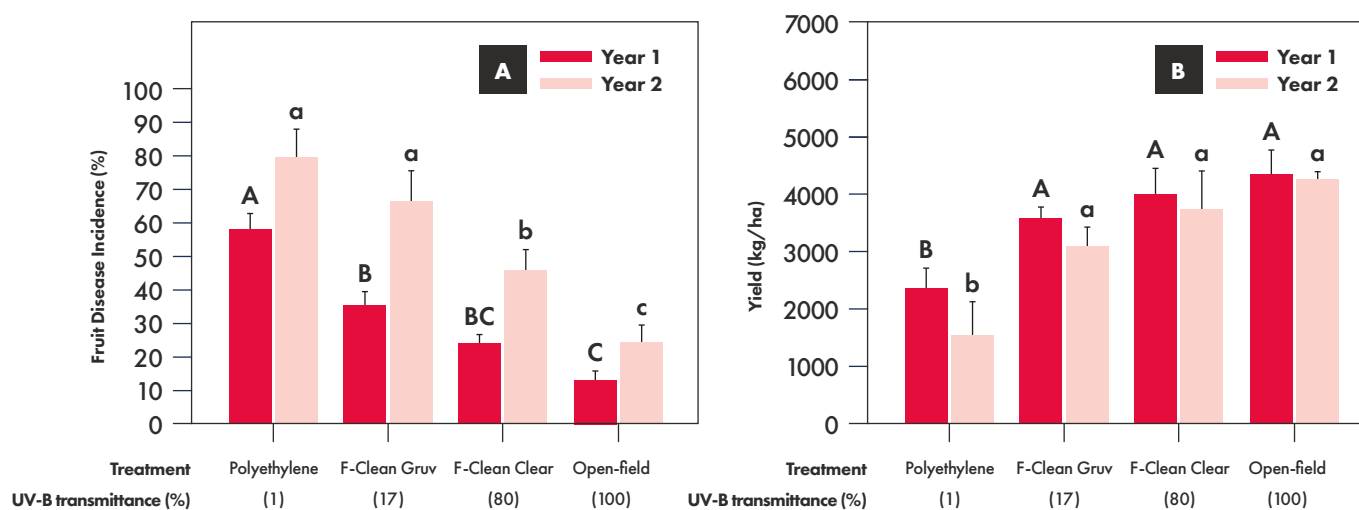 A
Year 1
Year 2
100
90
80
70
60
50
40
30
20
10
0
Fruit Disease Incidence (%)
A
a
B
a
BC
b
C
c
Treatment Polyethylene F-Clean Gruv F-Clean Clear Open-field
UV-B transmittance (%) (1) (17) (80) (100)
B
Year 1
Year 2
7000
6000
5000
4000
3000
2000
1000
0
Yield (kg/ha)
B
b
A
a
A
a
A
a
Treatment Polyethylene F-Clean Gruv F-Clean Clear Open-field
UV-B transmittance (%) (1) (17) (80) (100)